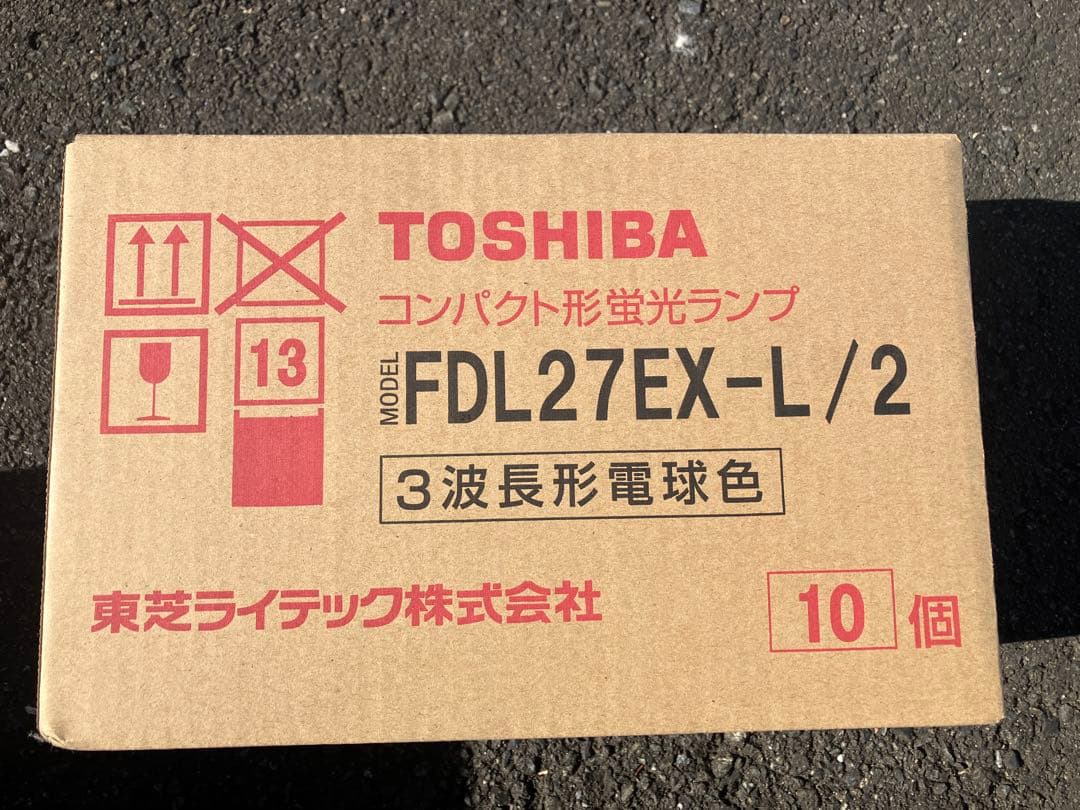 TOSHIBA
コンパクト形蛍光ランプ
MODEL FDL27EX-L/2
3波長形電球色
13
東芝ライテック株式会社
10 個